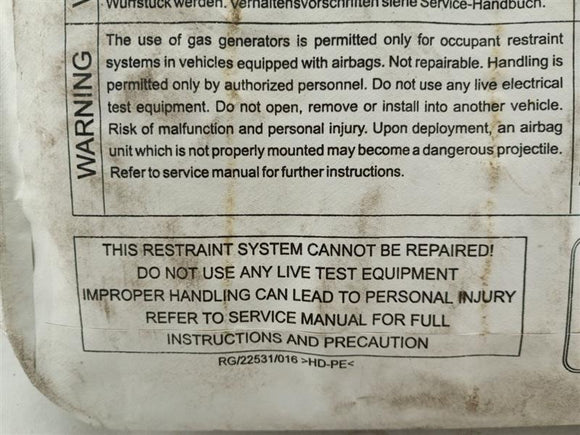 Wurfstück werden. Verhaltensvorschriften siehe Service-Handbuch.
WARNING
The use of gas generators is permitted only for occupant restraint
systems in vehicles equipped with airbags. Not repairable. Handling is
permitted only by authorized personnel. Do not use any live electrical
test equipment. Do not open, remove or install into another vehicle.
Risk of malfunction and personal injury. Upon deployment, an airbag
unit which is not properly mounted may become a dangerous projectile.
Refer to service manual for further instructions.
THIS RESTRAINT SYSTEM CANNOT BE REPAIRED!
DO NOT USE ANY LIVE TEST EQUIPMENT
IMPROPER HANDLING CAN LEAD TO PERSONAL INJURY
REFER TO SERVICE MANUAL FOR FULL
INSTRUCTIONS AND PRECAUTION
RG/22531/016 >HD-PE<